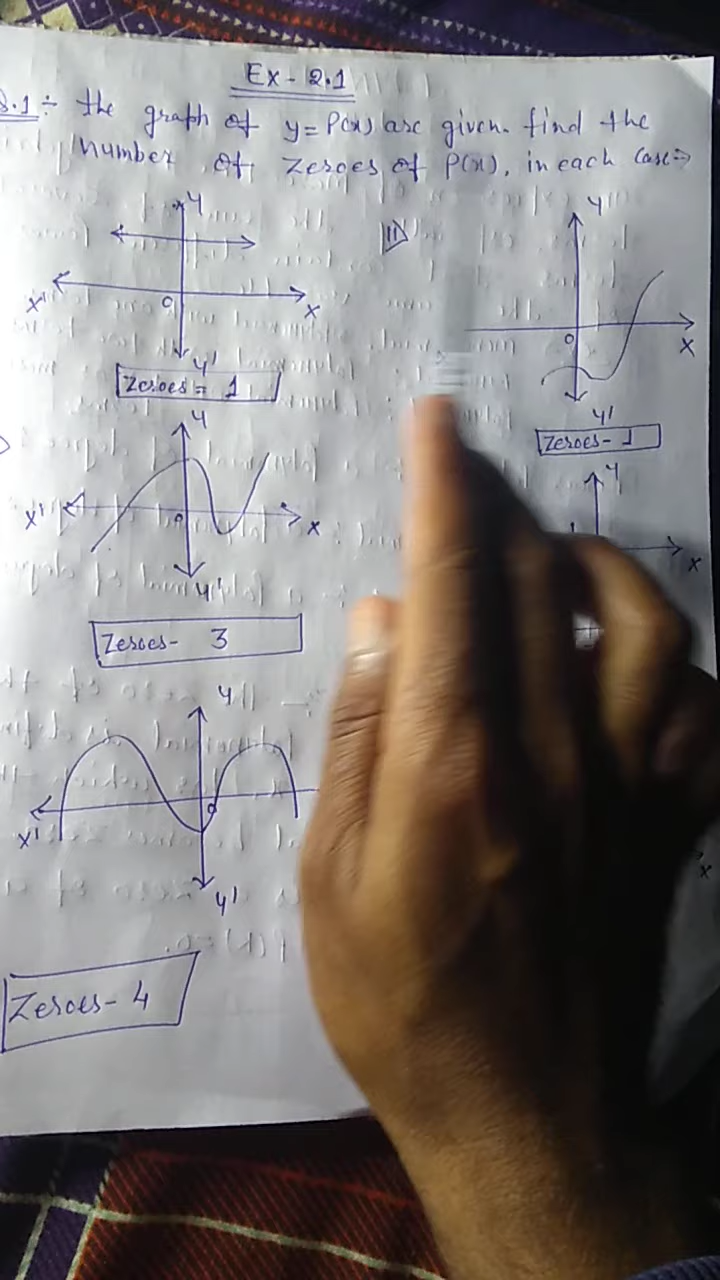 Ex - 2.1
Q.1÷ the graph of y=P(x) are given. find the
number of Zeroes of P(x), in each Case⇒
Y
X' O X
Y'
Zeroes = 1
II)
Y
O X
Y'
Zeroes- 1
Y
X' O X
Y'
Zeroes- 3
Y
X
Y
X' O
Y'
X
Zeroes- 4